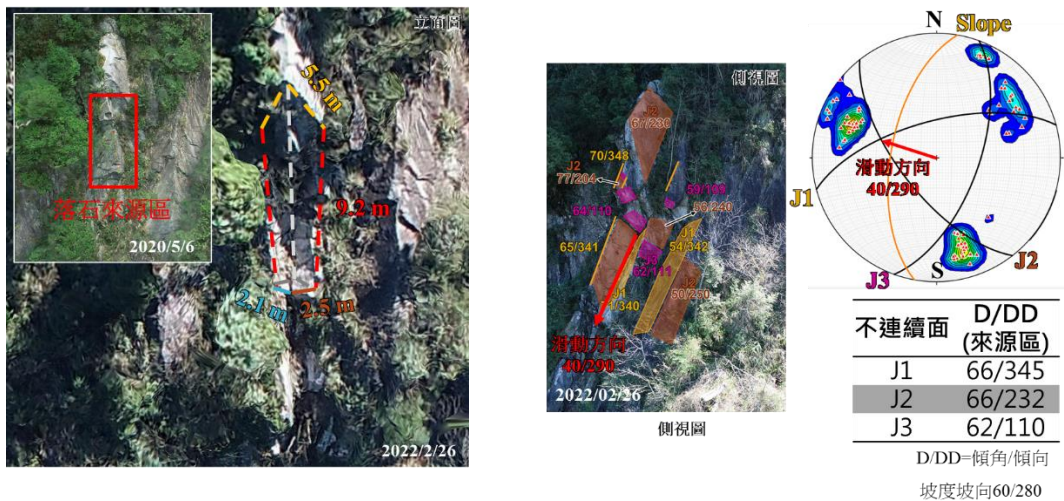 立面圖
落石來源區
2020/5/6
5.5 m
9.2 m
2.1 m
2.5 m
2022/2/26
側視圖
J2
67/230
70/348
J2
77/204
59/109
64/110
56/240
65/341
J1
54/342
62/111
J1
/340
50/250
滑動方向
40/290
2022/02/26
側視圖
N
Slope
滑動方向
40/290
J1
J3
S
J2
不連續面
D/DD
(來源區)
J1
66/345
J2
66/232
J3
62/110
D/DD=傾角/傾向
坡度坡向60/280